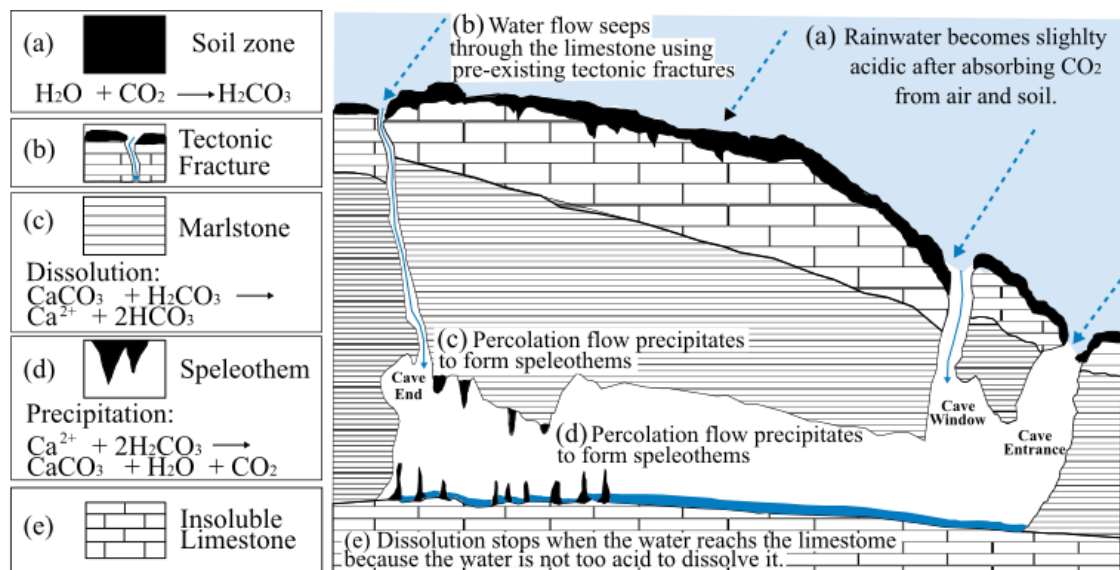 (a) Soil zone
H₂O + CO₂ → H₂CO₃
(b) Tectonic
Fracture
(c) Marlstone
Dissolution:
CaCO₃ + H₂CO₃ →
Ca²⁺ + 2HCO₃
(d) Speleothem
Precipitation:
Ca²⁺ + 2H₂CO₃ →
CaCO₃ + H₂O + CO₂
(e) Insoluble
Limestone
(b) Water flow seeps
through the limestone using
pre-existing tectonic fractures
(a) Rainwater becomes slighlty
acidic after absorbing CO₂
from air and soil.
(c) Percolation flow precipitates
to form speleothems
Cave
End
(d) Percolation flow precipitates
to form speleothems
Cave
Window
Cave
Entrance
(e) Dissolution stops when the water reaches the limestome
because the water is not too acid to dissolve it.